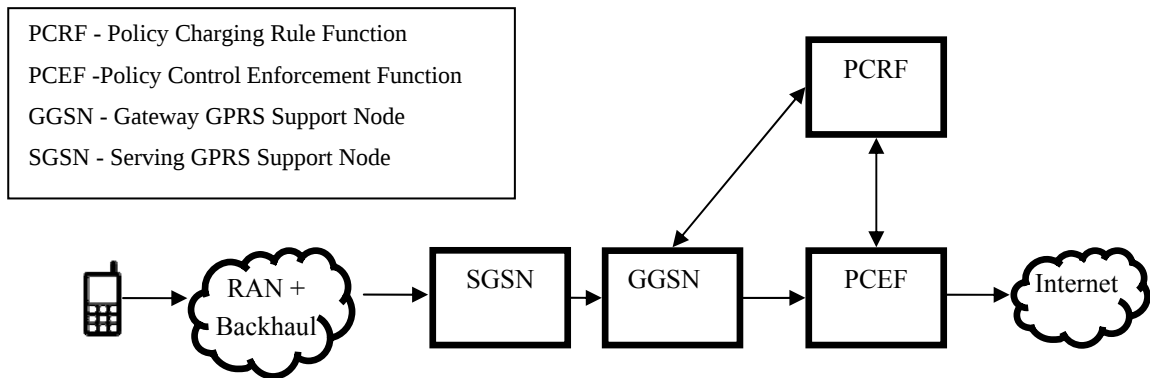 PCRF - Policy Charging Rule Function
PCEF -Policy Control Enforcement Function
GGSN - Gateway GPRS Support Node
SGSN - Serving GPRS Support Node
PCRF
RAN +
Backhaul
SGSN
GGSN
PCEF
Internet